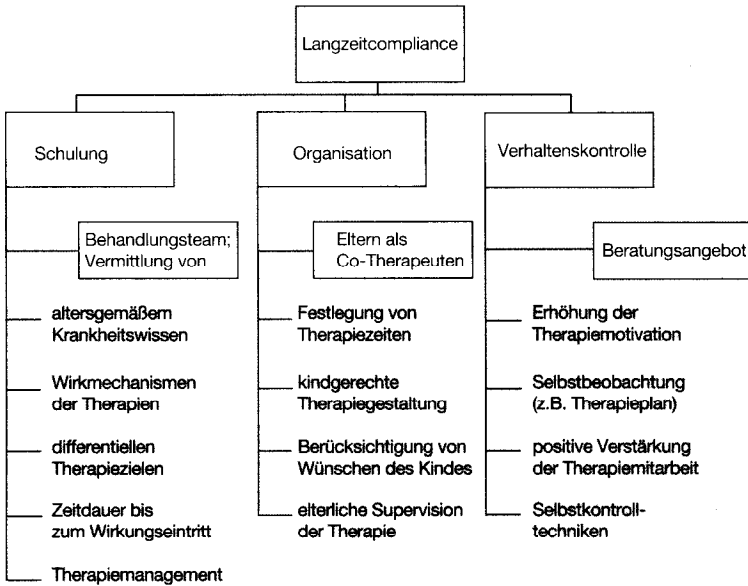 Langzeitcompliance
Schulung
Behandlungsteam;
Vermittlung von
altersgemäßem
Krankheitswissen
Wirkmechanismen
der Therapien
differentiellen
Therapiezielen
Zeitdauer bis
zum Wirkungseintritt
Therapiemanagement
Organisation
Eltern als
Co-Therapeuten
Festlegung von
Therapiezeiten
kindgerechte
Therapiegestaltung
Berücksichtigung von
Wünschen des Kindes
elterliche Supervision
der Therapie
Verhaltenskontrolle
Beratungsangebot
Erhöhung der
Therapiemotivation
Selbstbeobachtung
(z.B. Therapieplan)
positive Verstärkung
der Therapiemitarbeit
Selbstkontroll-
techniken